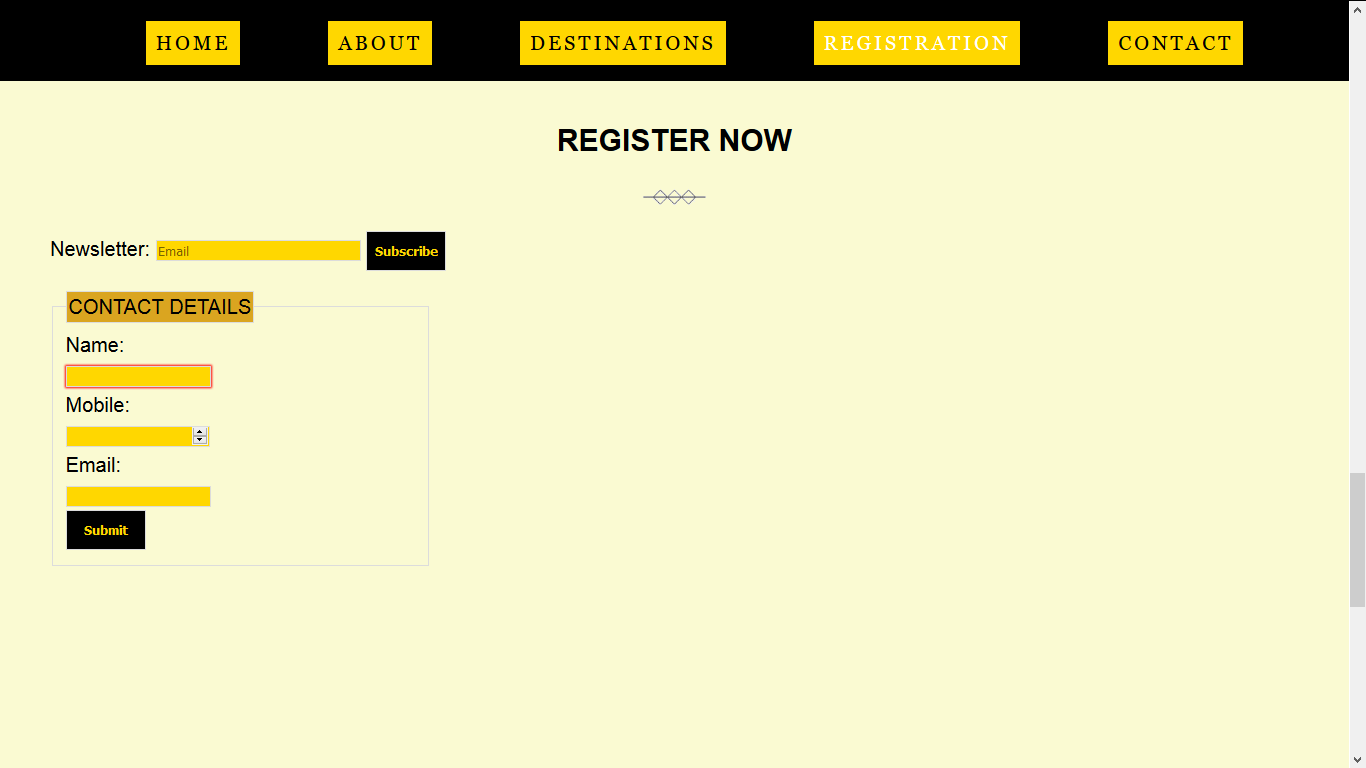 HOME ABOUT DESTINATIONS REGISTRATION CONTACT
REGISTER NOW
Newsletter: Email Subscribe
CONTACT DETAILS
Name:
Mobile:
Email:
Submit